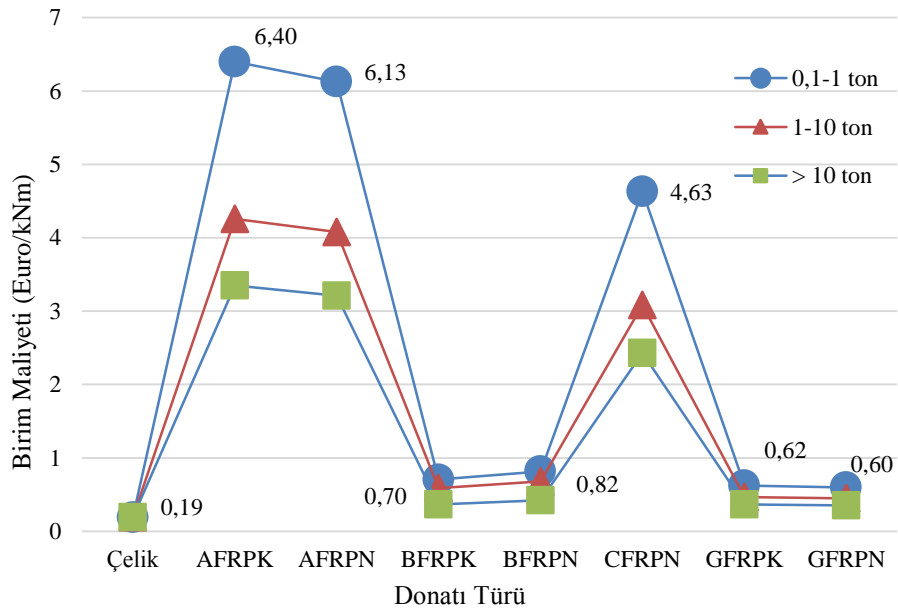 7
6
5
4
3
2
1
0
Birim Maliyeti (Euro/kNm)
6,40
6,13
0,19
0,70
0,82
4,63
0,62
0,60
0,1-1 ton
1-10 ton
> 10 ton
Çelik AFRPK AFRPN BFRPK BFRPN CFRPN GFRPK GFRPN
Donatı Türü